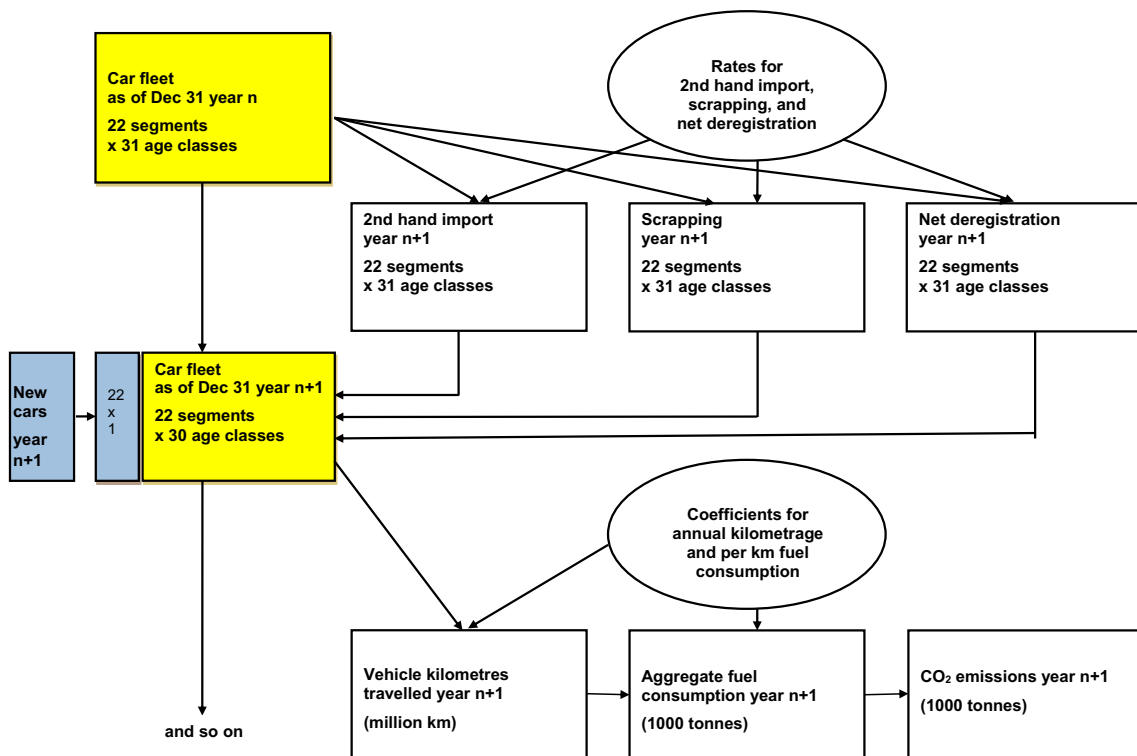 Car fleet
as of Dec 31 year n
22 segments
x 31 age classes
Rates for
2nd hand import,
scrapping, and
net deregistration
2nd hand import
year n+1
22 segments
x 31 age classes
Scrapping
year n+1
22 segments
x 31 age classes
Net deregistration
year n+1
22 segments
x 31 age classes
New
cars
year
n+1
22
x
1
Car fleet
as of Dec 31 year n+1
22 segments
x 30 age classes
Coefficients for
annual kilometrage
and per km fuel
consumption
Vehicle kilometres
travelled year n+1
(million km)
Aggregate fuel
consumption year n+1
(1000 tonnes)
CO₂ emissions year n+1
(1000 tonnes)
and so on